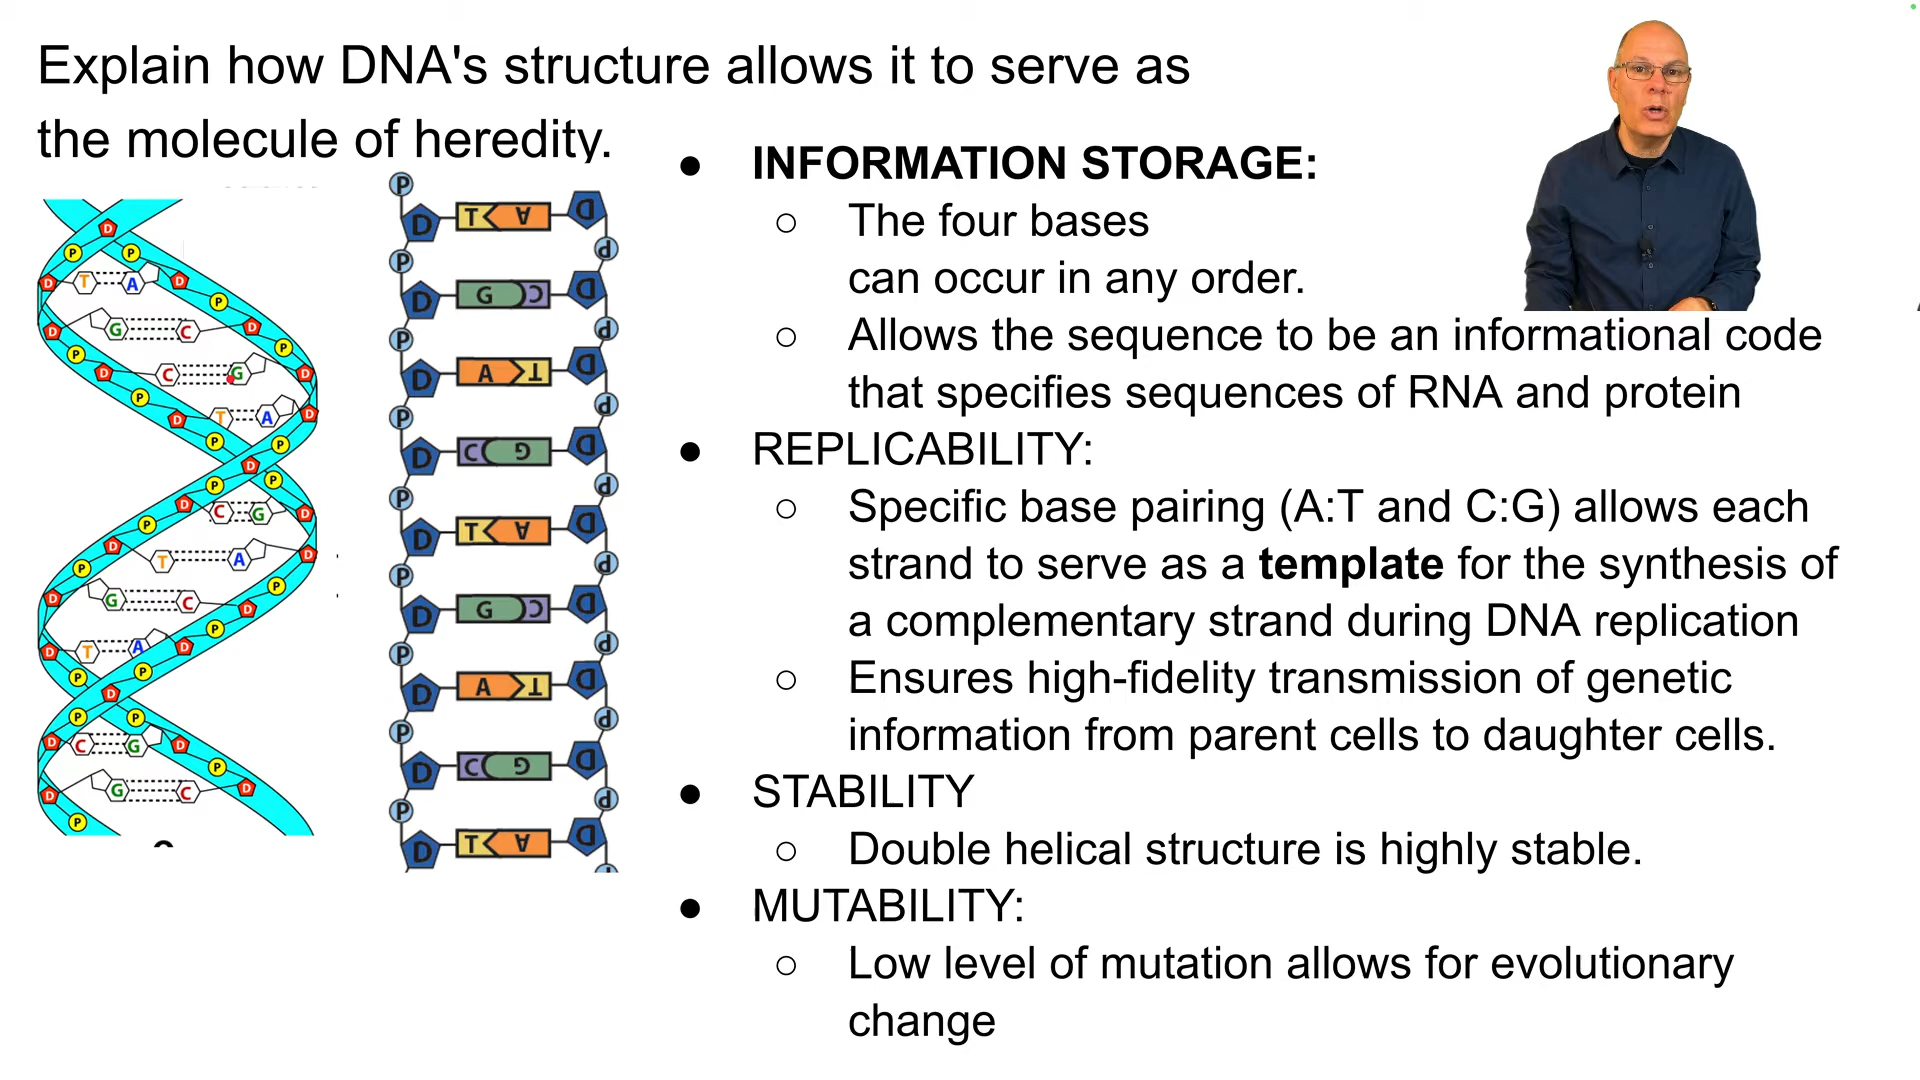 Explain how DNA's structure allows it to serve as
the molecule of heredity.
● INFORMATION STORAGE:
○ The four bases
can occur in any order.
○ Allows the sequence to be an informational code
that specifies sequences of RNA and protein
● REPLICABILITY:
○ Specific base pairing (A:T and C:G) allows each
strand to serve as a template for the synthesis of
a complementary strand during DNA replication
○ Ensures high-fidelity transmission of genetic
information from parent cells to daughter cells.
● STABILITY
○ Double helical structure is highly stable.
● MUTABILITY:
○ Low level of mutation allows for evolutionary
change
D
P P
D T A D
P
D G C D
P P
D C G D
P
D T A D
P P
D
P P
D C G D
P
D T A D
P P
D G C D
P
D T A D
P P
D
P P
D C G D
P
D G C D
P
P
D T A D
P P
D G C D
P P
D A T D
P P
D C G D
P P
D T A D
P P
D G C D
P P
D A T D
P P
D C G D
P P
D T A D